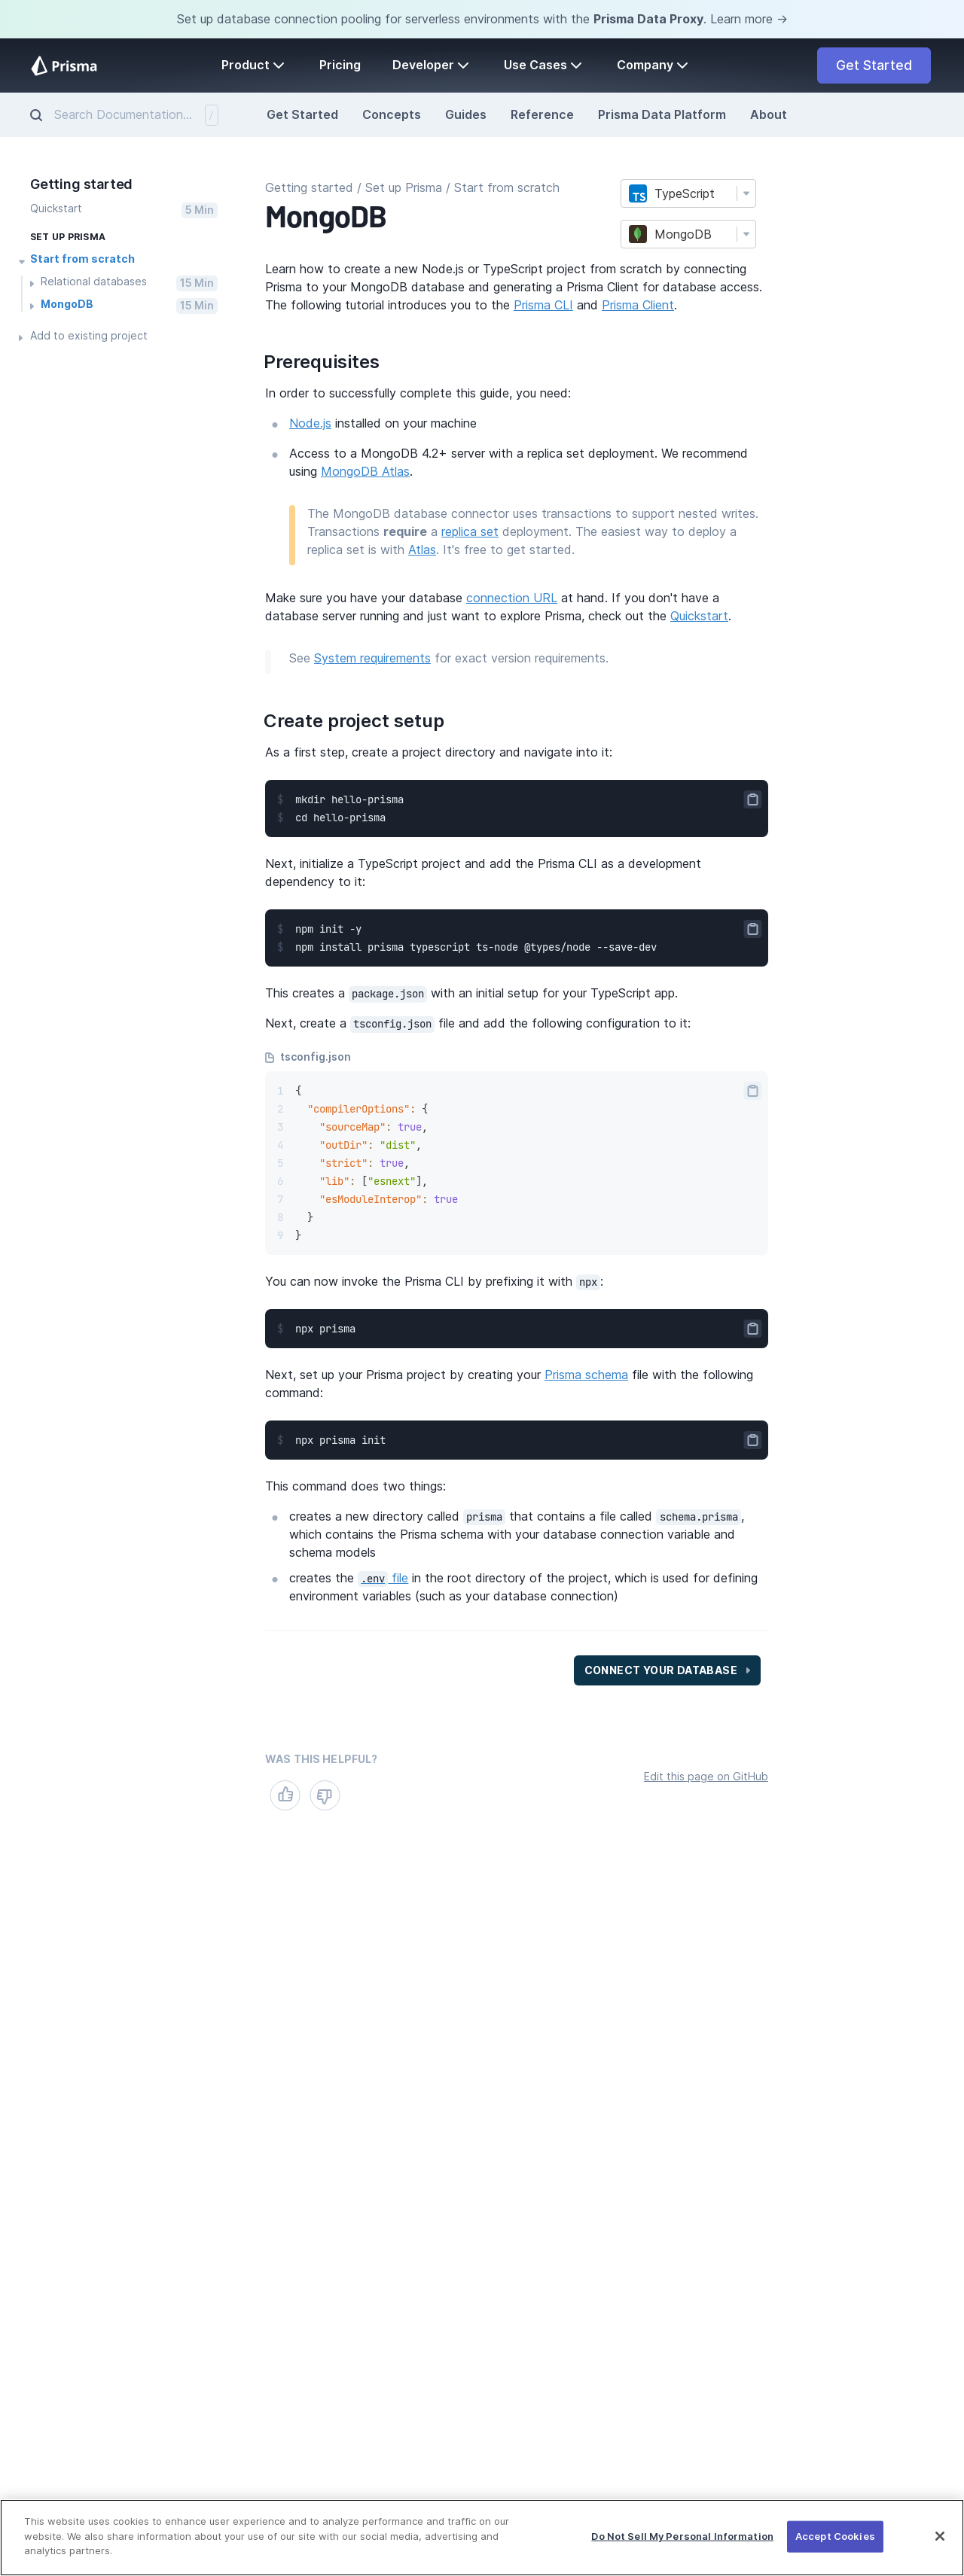 Set up database connection pooling for serverless environments with the Prisma Data Proxy. Learn more →
Prisma
Product
Pricing
Developer
Use Cases
Company
Get Started
Search Documentation... /
Get Started
Concepts
Guides
Reference
Prisma Data Platform
About
Getting started
Quickstart 5 Min
SET UP PRISMA
Start from scratch
Relational databases 15 Min
MongoDB 15 Min
Add to existing project
Getting started / Set up Prisma / Start from scratch
MongoDB
TS TypeScript
MongoDB
Learn how to create a new Node.js or TypeScript project from scratch by connecting
Prisma to your MongoDB database and generating a Prisma Client for database access.
The following tutorial introduces you to the Prisma CLI and Prisma Client.
Prerequisites
In order to successfully complete this guide, you need:
Node.js installed on your machine
Access to a MongoDB 4.2+ server with a replica set deployment. We recommend
using MongoDB Atlas.
The MongoDB database connector uses transactions to support nested writes.
Transactions require a replica set deployment. The easiest way to deploy a
replica set is with Atlas. It's free to get started.
Make sure you have your database connection URL at hand. If you don't have a
database server running and just want to explore Prisma, check out the Quickstart.
See System requirements for exact version requirements.
Create project setup
As a first step, create a project directory and navigate into it:
$ mkdir hello-prisma
$ cd hello-prisma
Next, initialize a TypeScript project and add the Prisma CLI as a development
dependency to it:
$ npm init -y
$ npm install prisma typescript ts-node @types/node --save-dev
This creates a package.json with an initial setup for your TypeScript app.
Next, create a tsconfig.json file and add the following configuration to it:
tsconfig.json
1 {
2 "compilerOptions": {
3 "sourceMap": true,
4 "outDir": "dist",
5 "strict": true,
6 "lib": ["esnext"],
7 "esModuleInterop": true
8 }
9 }
You can now invoke the Prisma CLI by prefixing it with npx:
$ npx prisma
Next, set up your Prisma project by creating your Prisma schema file with the following
command:
$ npx prisma init
This command does two things:
creates a new directory called prisma that contains a file called schema.prisma,
which contains the Prisma schema with your database connection variable and
schema models
creates the .env file in the root directory of the project, which is used for defining
environment variables (such as your database connection)
CONNECT YOUR DATABASE
WAS THIS HELPFUL?
Edit this page on GitHub
This website uses cookies to enhance user experience and to analyze performance and traffic on our
website. We also share information about your use of our site with our social media, advertising and
analytics partners.
Do Not Sell My Personal Information
Accept Cookies